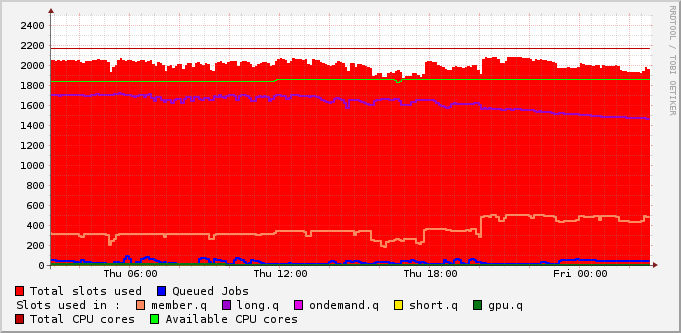 RRDTOOL / TOBI OETIKER
2400
2200
2000
1800
1600
1400
1200
1000
800
600
400
200
0
Thu 06:00 Thu 12:00 Thu 18:00 Fri 00:00
Total slots used Queued Jobs
Slots used in : member.q long.q ondemand.q short.q gpu.q
Total CPU cores Available CPU cores